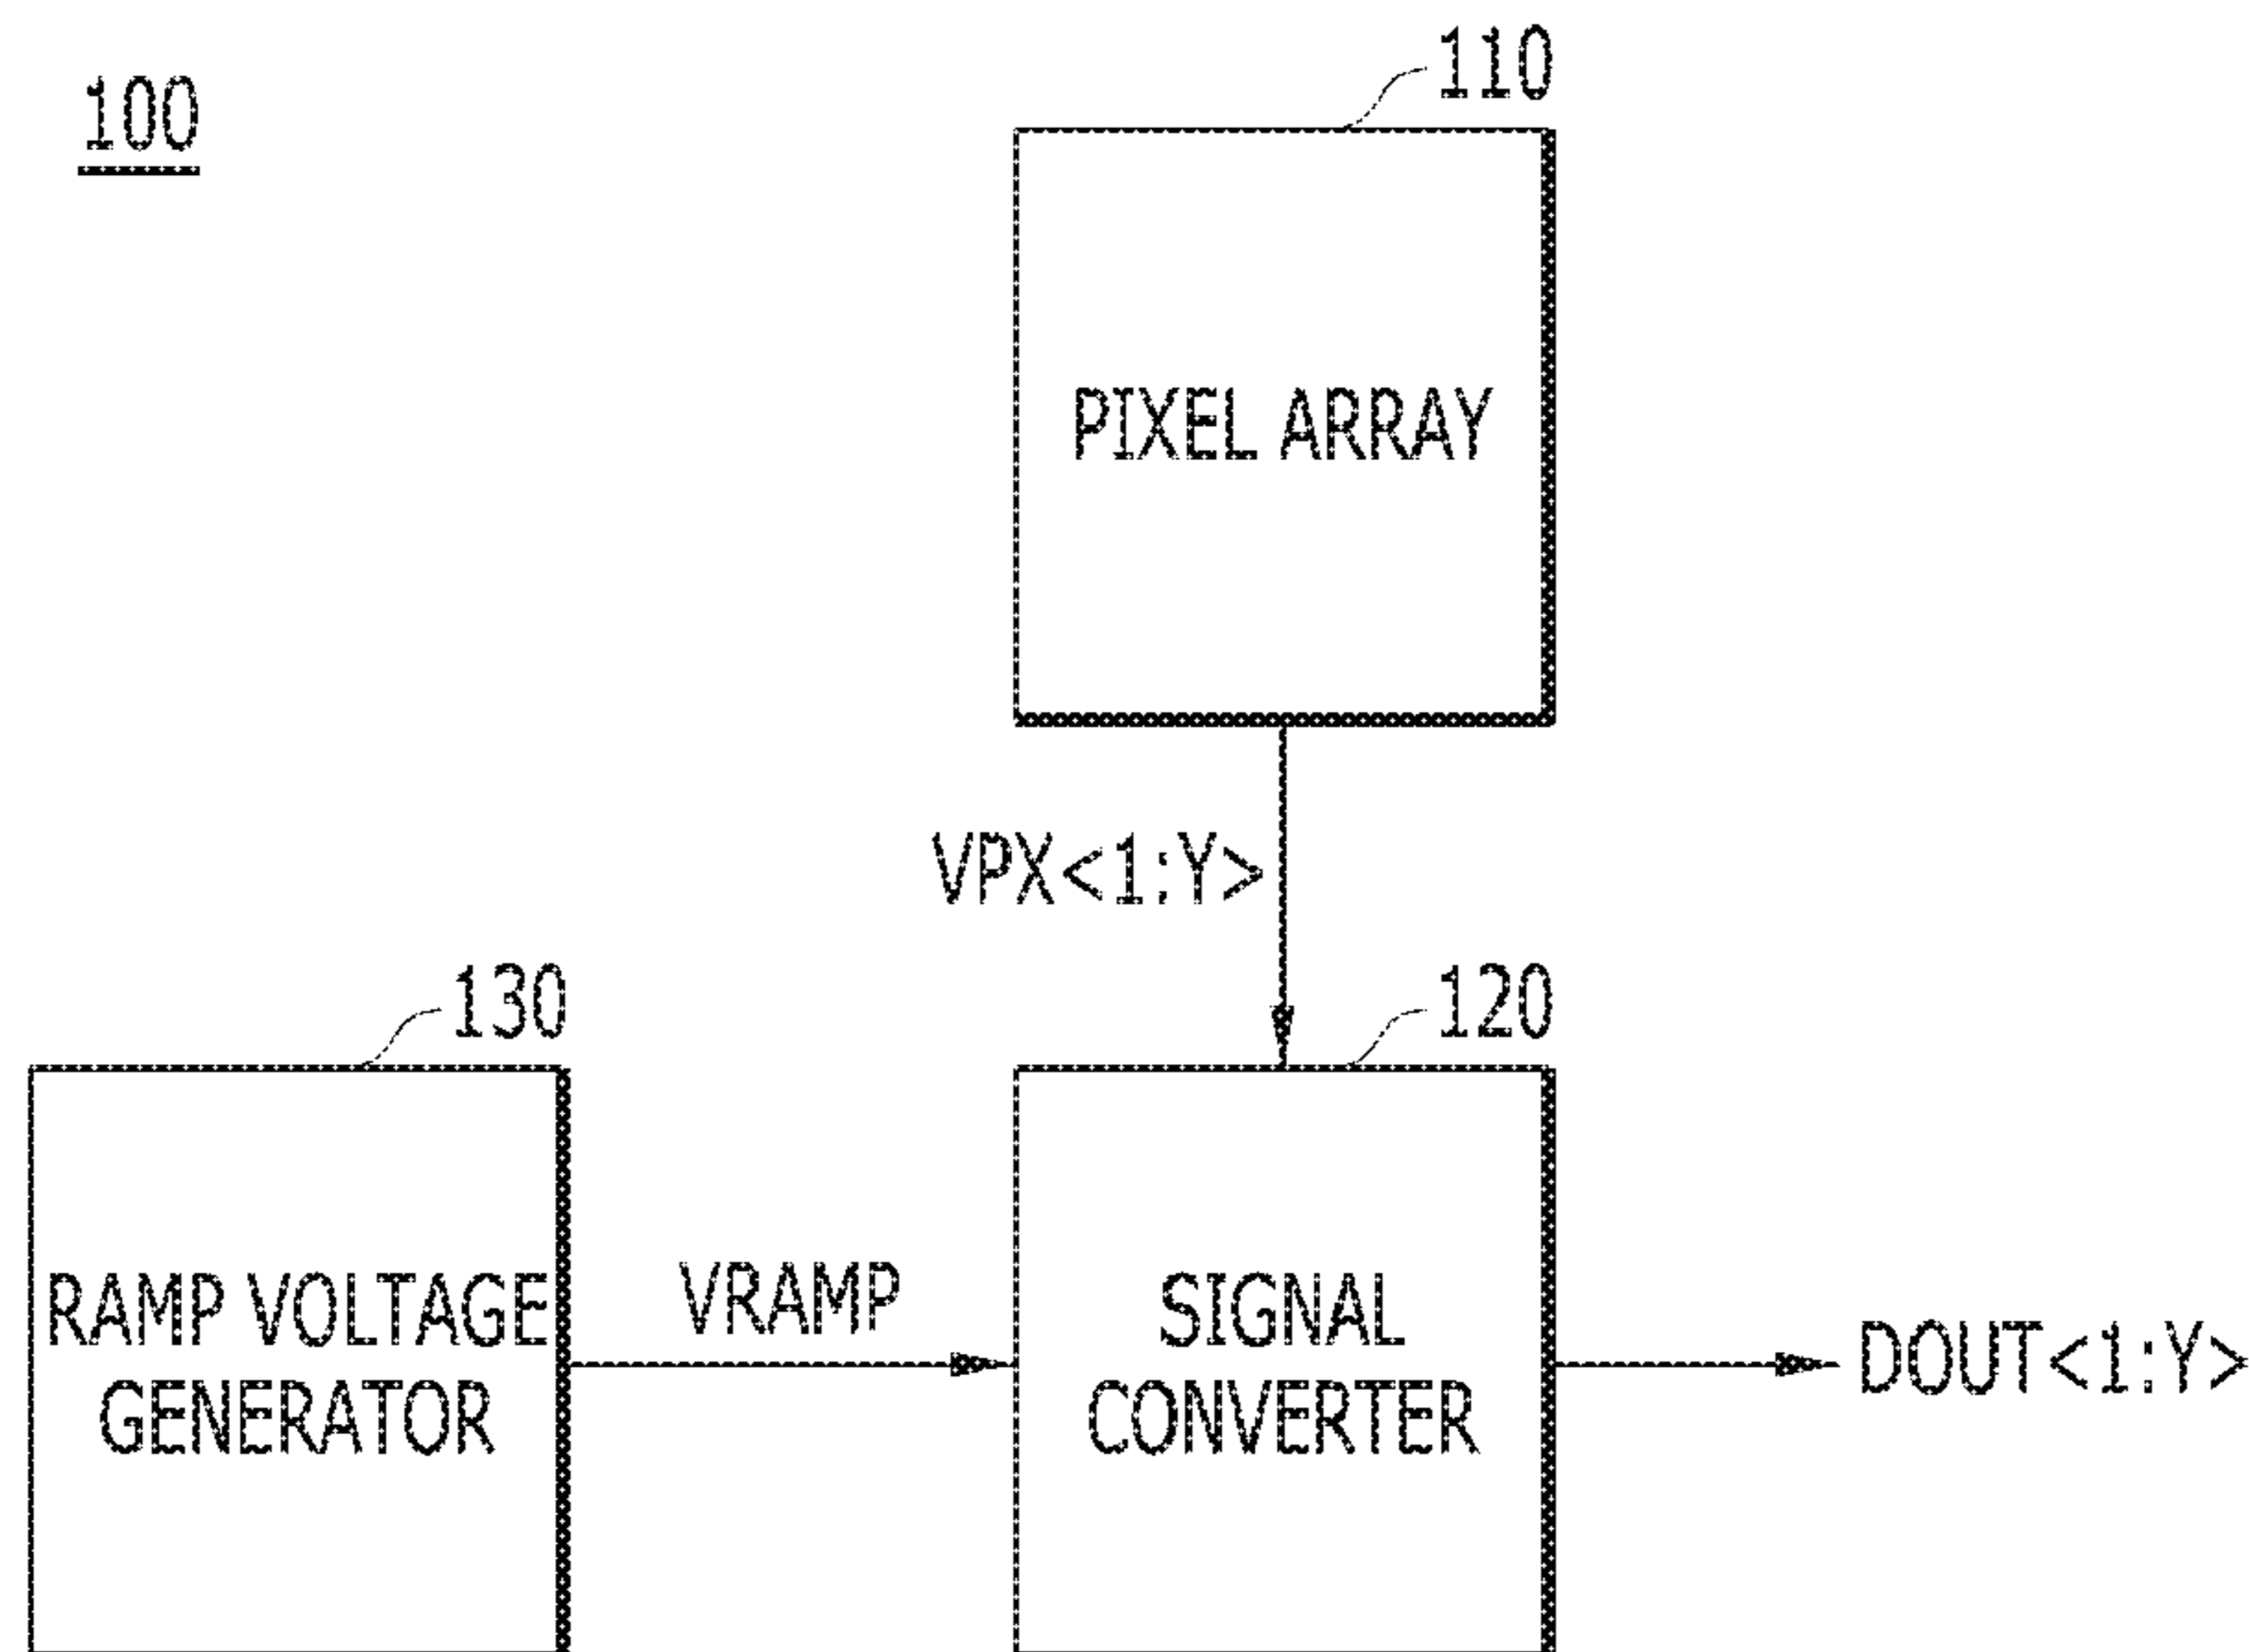 100
110
PIXEL ARRAY
VPX<1:Y>
130
120
RAMP VOLTAGE
GENERATOR
VRAMP
SIGNAL
CONVERTER
DOUT<1:Y>